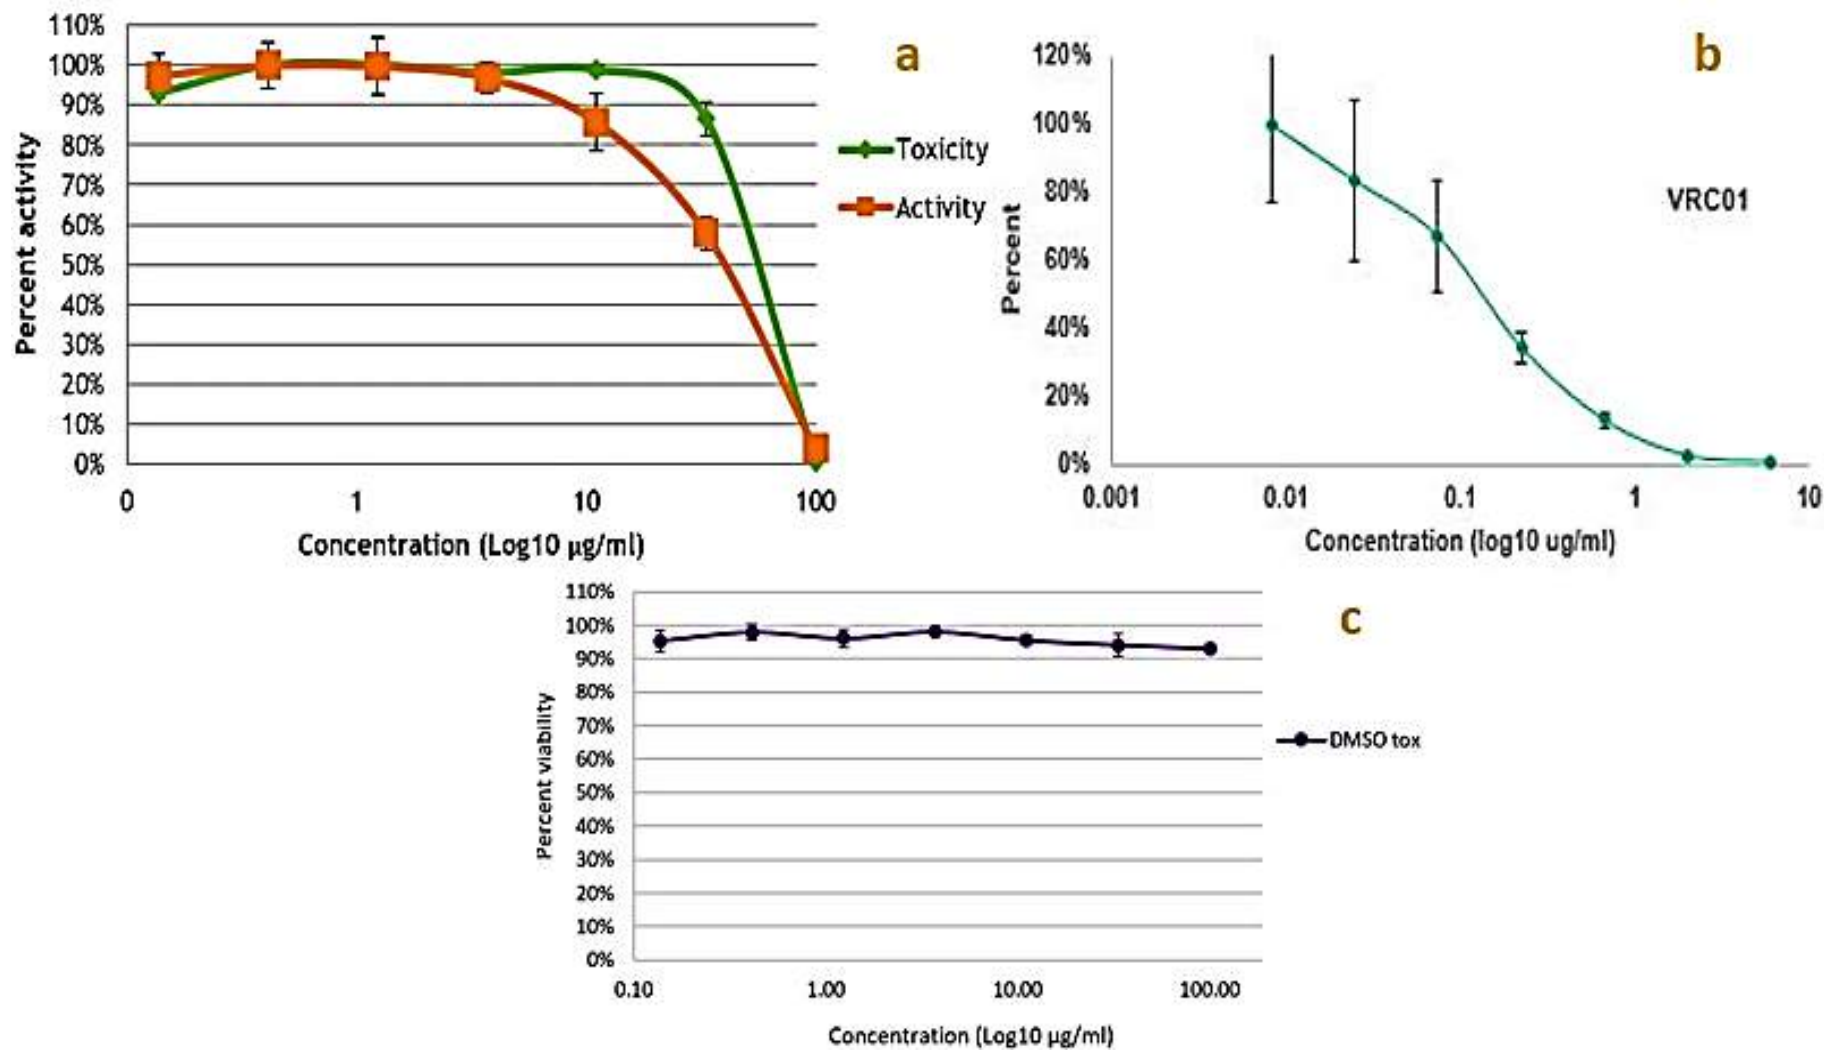 a
110%
100%
90%
80%
70%
60%
50%
40%
30%
20%
10%
0%
0 1 10 100
Percent activity
Concentration (Log10 µg/ml)
Toxicity
Activity
b
120%
100%
80%
60%
40%
20%
0%
0.001 0.01 0.1 1 10
Percent
Concentration (log10 ug/ml)
VRC01
c
110%
100%
90%
80%
70%
60%
50%
40%
30%
20%
10%
0%
0.10 1.00 10.00 100.00
Percent viability
Concentration (Log10 µg/ml)
DMSO tox